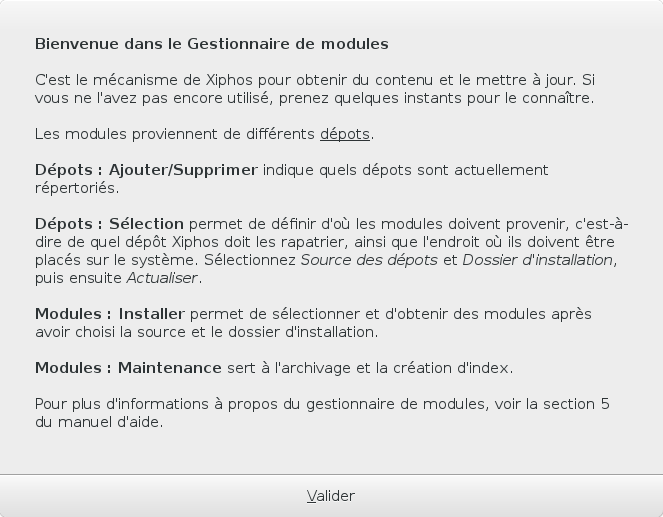 Bienvenue dans le Gestionnaire de modules
C'est le mécanisme de Xiphos pour obtenir du contenu et le mettre à jour. Si
vous ne l'avez pas encore utilisé, prenez quelques instants pour le connaître.
Les modules proviennent de différents dépots.
Dépots : Ajouter/Supprimer indique quels dépots sont actuellement
répertoriés.
Dépots : Sélection permet de définir d'où les modules doivent provenir, c'est-à-
dire de quel dépôt Xiphos doit les rapatrier, ainsi que l'endroit où ils doivent être
placés sur le système. Sélectionnez Source des dépots et Dossier d'installation,
puis ensuite Actualiser.
Modules : Installer permet de sélectionner et d'obtenir des modules après
avoir choisi la source et le dossier d'installation.
Modules : Maintenance sert à l'archivage et la création d'index.
Pour plus d'informations à propos du gestionnaire de modules, voir la section 5
du manuel d'aide.
Valider